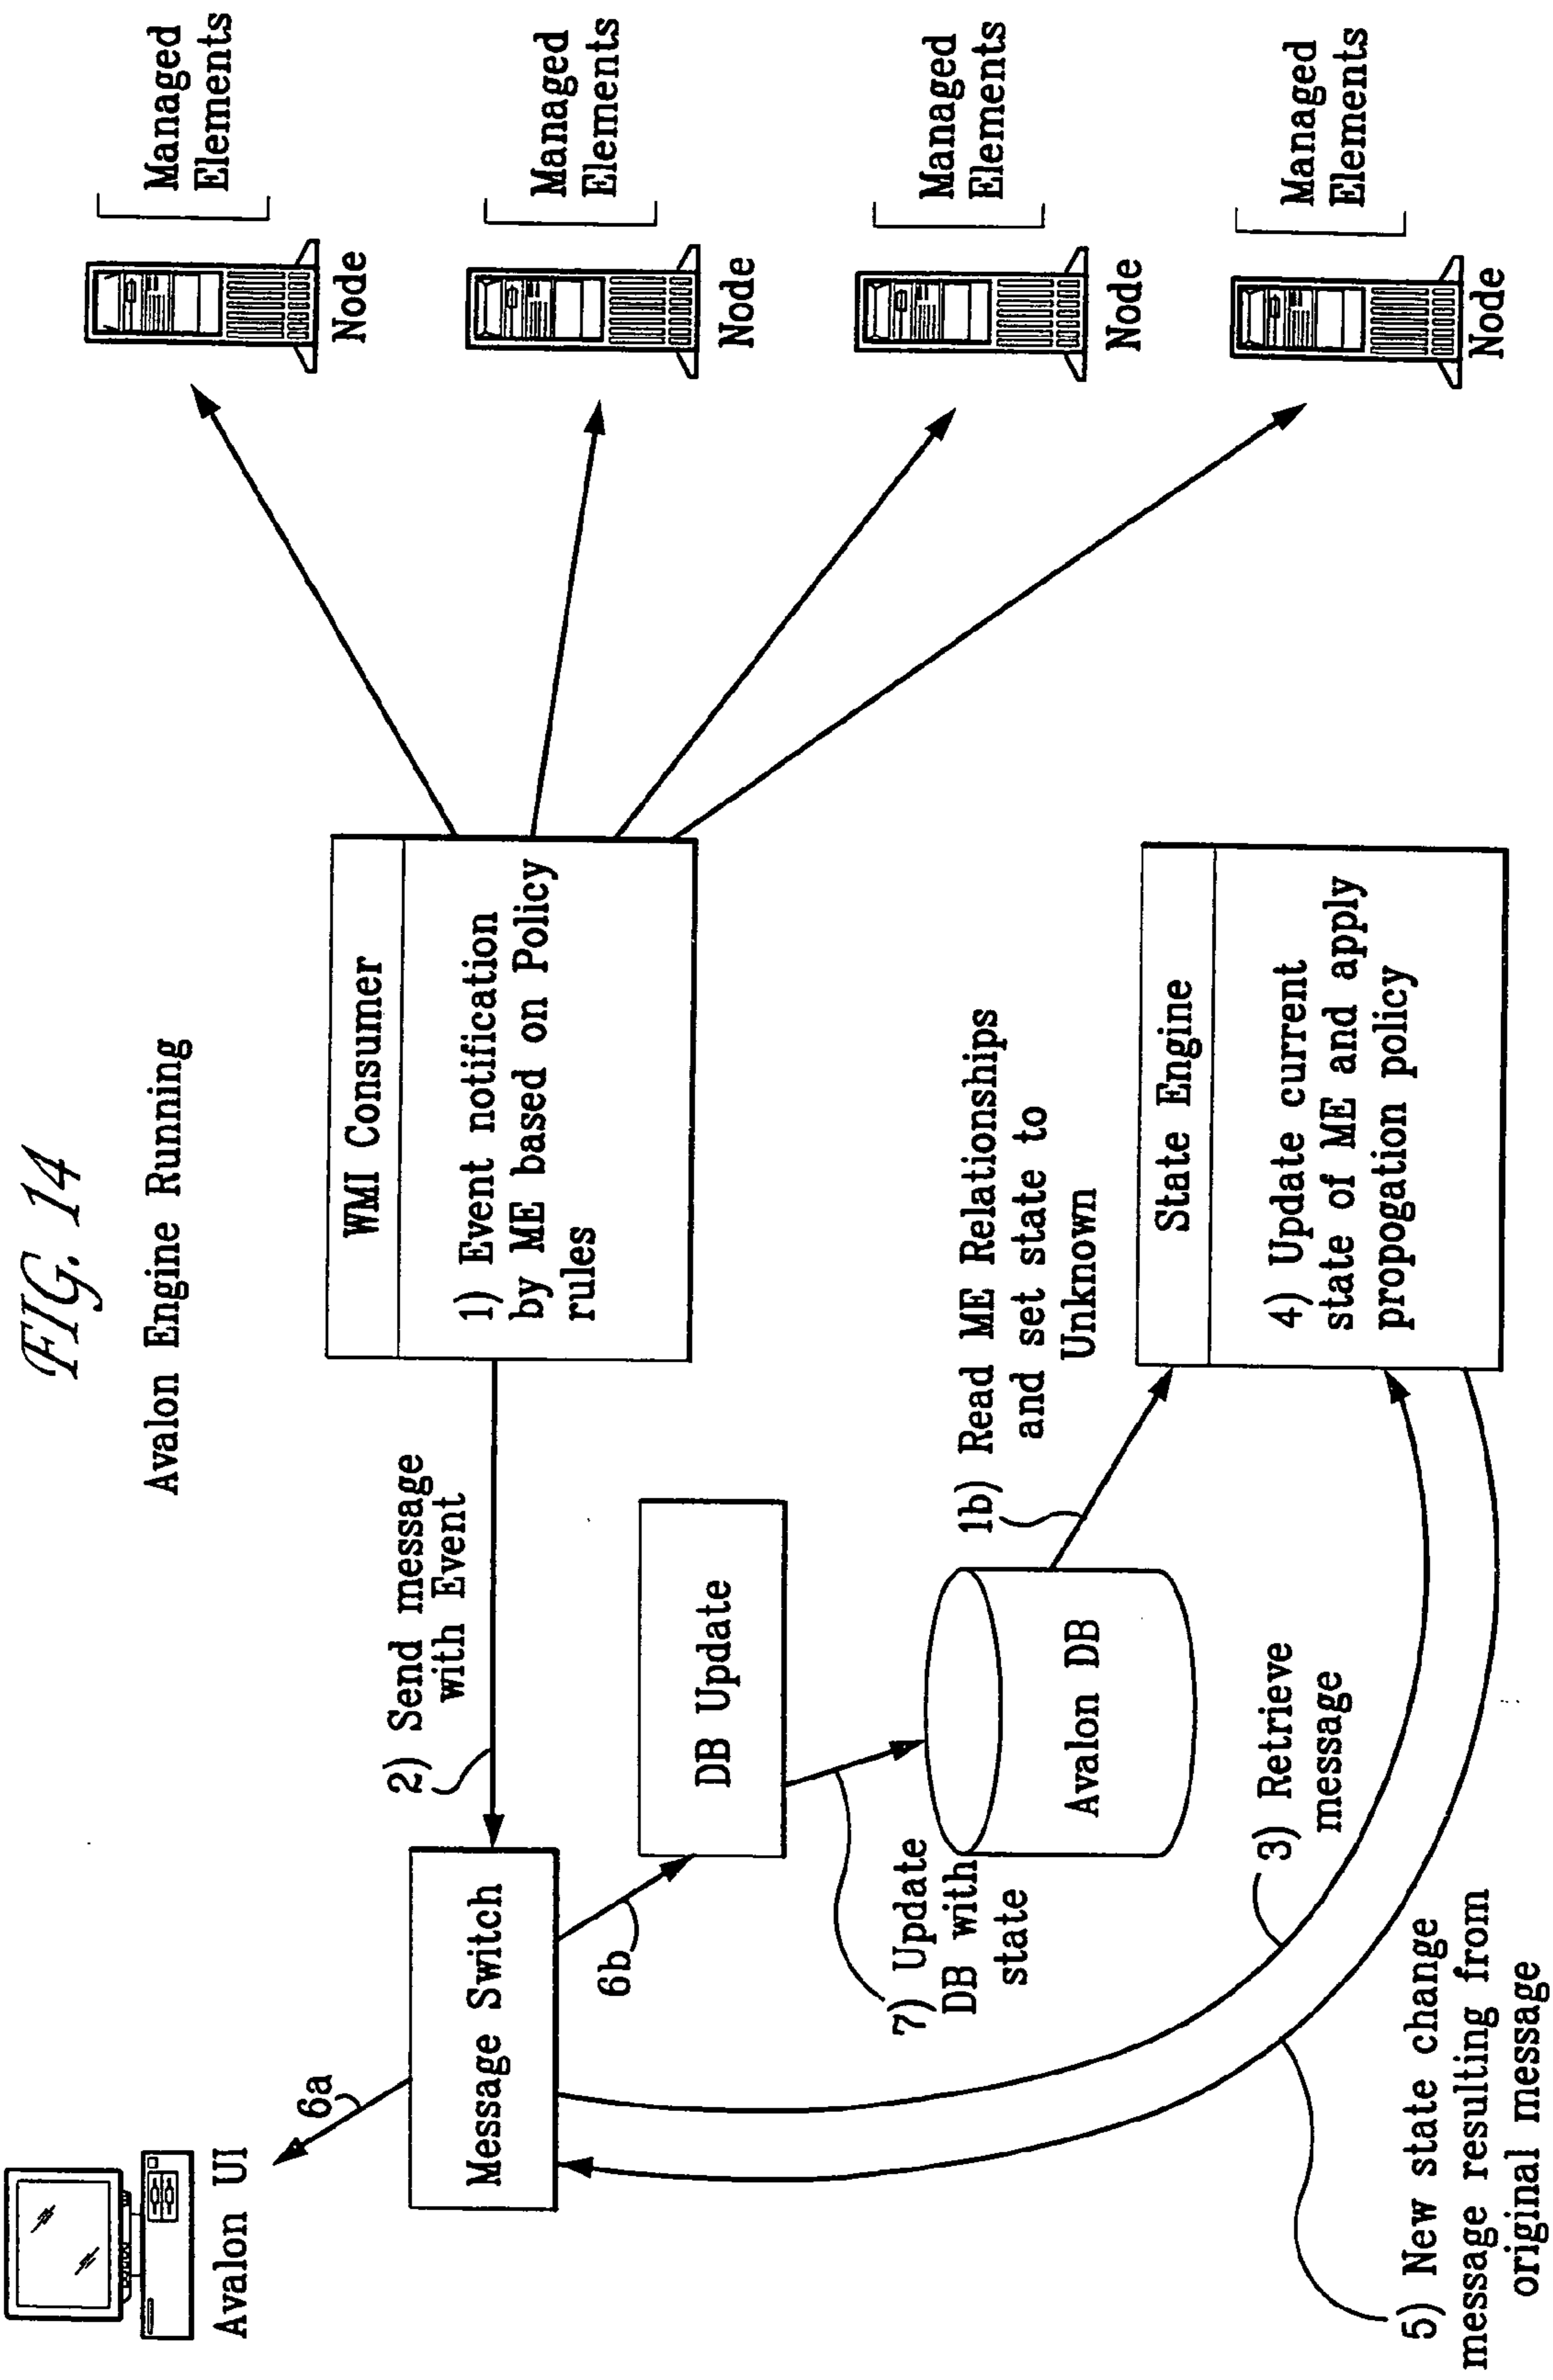 FIG. 14
Avalon Engine Running
Avalon UI
6a
Message Switch
2) Send message
with Event
WMI Consumer
1) Event notification
by ME based on Policy
rules
Node
Managed
Elements
Node
Managed
Elements
Node
Managed
Elements
Node
Managed
Elements
6b
DB Update
7) Update
DB with
state
Avalon DB
1b) Read ME Relationships
and set state to
Unknown
State Engine
4) Update current
state of ME and apply
propogation policy
3) Retrieve
message
5) New state change
message resulting from
original message